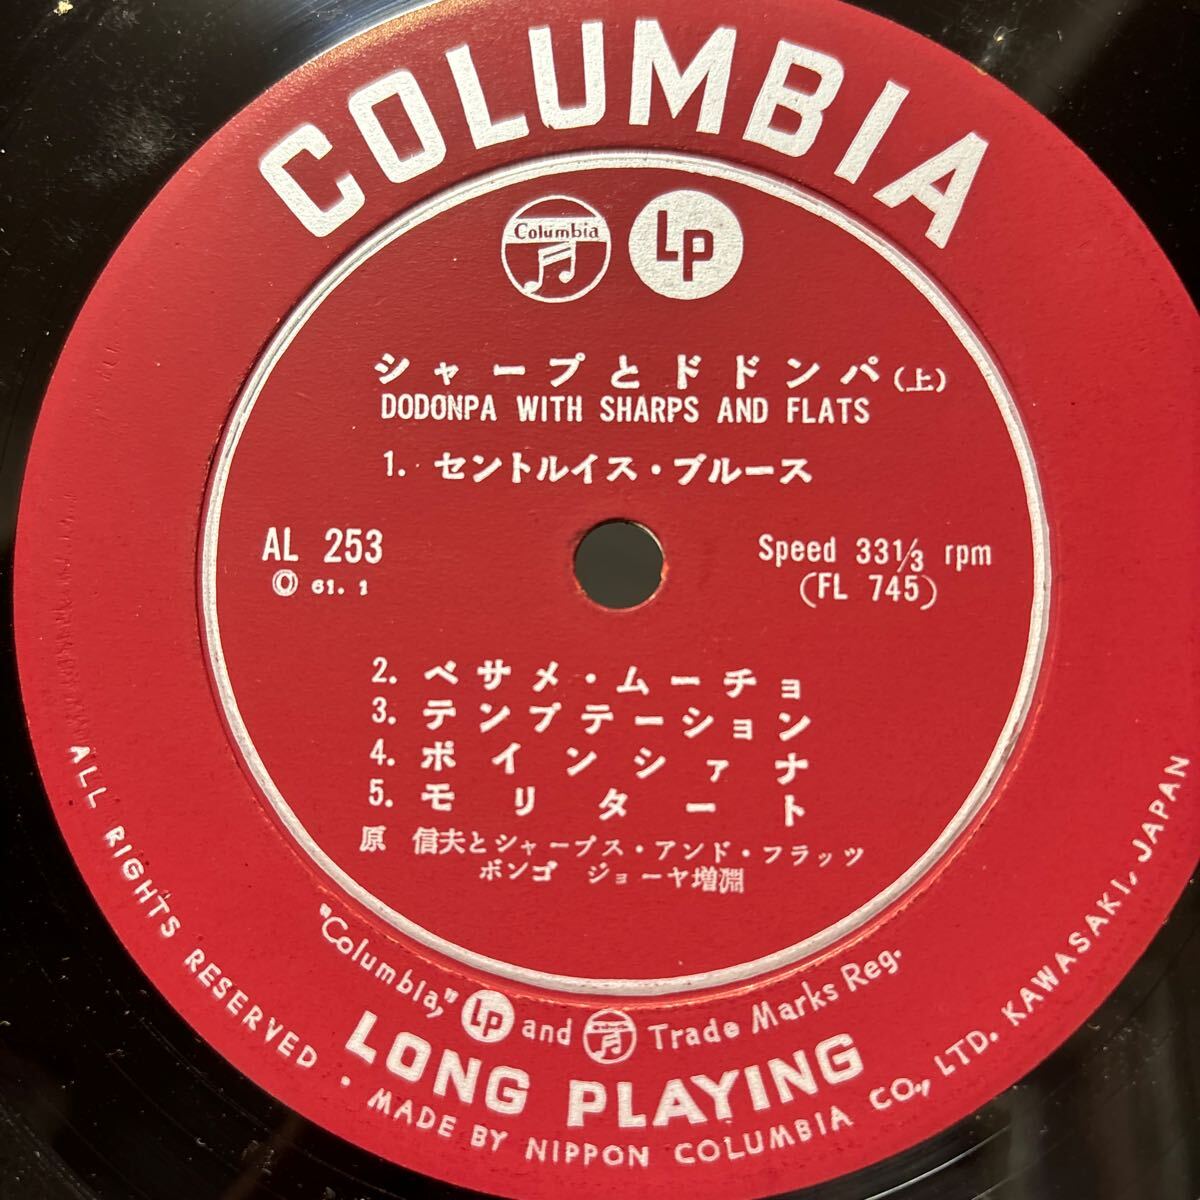 COLUMBIA
Columbia
LP
シャープとドドンパ(上)
DODONPA WITH SHARPS AND FLATS
1. セントルイス・ブルース
AL 253
Ⓟ 61. 1
Speed 33 1/3 rpm
(FL 745)
2. ベサメ・ムーチョ
3. テンプテーション
4. ポインシァナ
5. モリタート
原 信夫とシャープス・アンド・フラッツ
ボンゴ ジョーヤ増淵
"Columbia," LP and Trade Marks Reg.
LONG PLAYING
ALL RIGHTS RESERVED . MADE BY NIPPON COLUMBIA CO., LTD. KAWASAKI, JAPAN